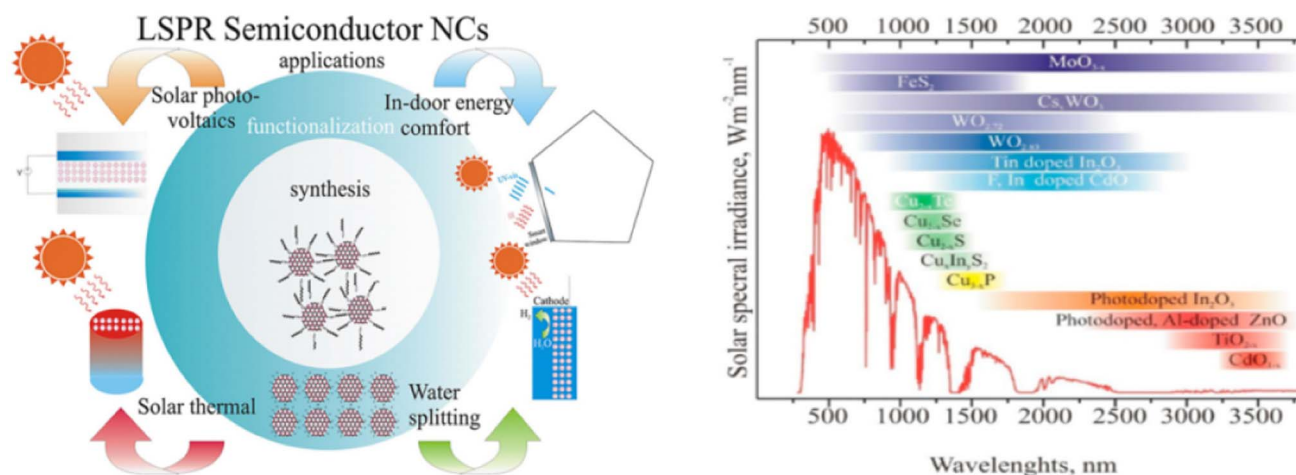 LSPR Semiconductor NCs
applications
Solar photo-
voltaics
In-door energy
comfort
functionalization
synthesis
V
Smart
window
Cathode
H₂
H₂O
Solar thermal
Water
splitting
500 1000 1500 2000 2500 3000 3500
MoO₃₋ₓ
FeS₂
CsₓWO₃
WO₂.₇₂
WO₂.₈₃
Tin doped In₂O₃
F, In doped CdO
Cu₂₋ₓTe
Cu₂₋ₓSe
Cu₂₋ₓS
CuₓInᵧS₂
Cu₃₋ₓP
Photodoped In₂O₃
Photodoped, Al-doped ZnO
TiO₂₋ₓ
CdO₁₋ₓ
Solar specral irradiance, Wm⁻²nm⁻¹
500 1000 1500 2000 2500 3000 3500
Wavelenghts, nm